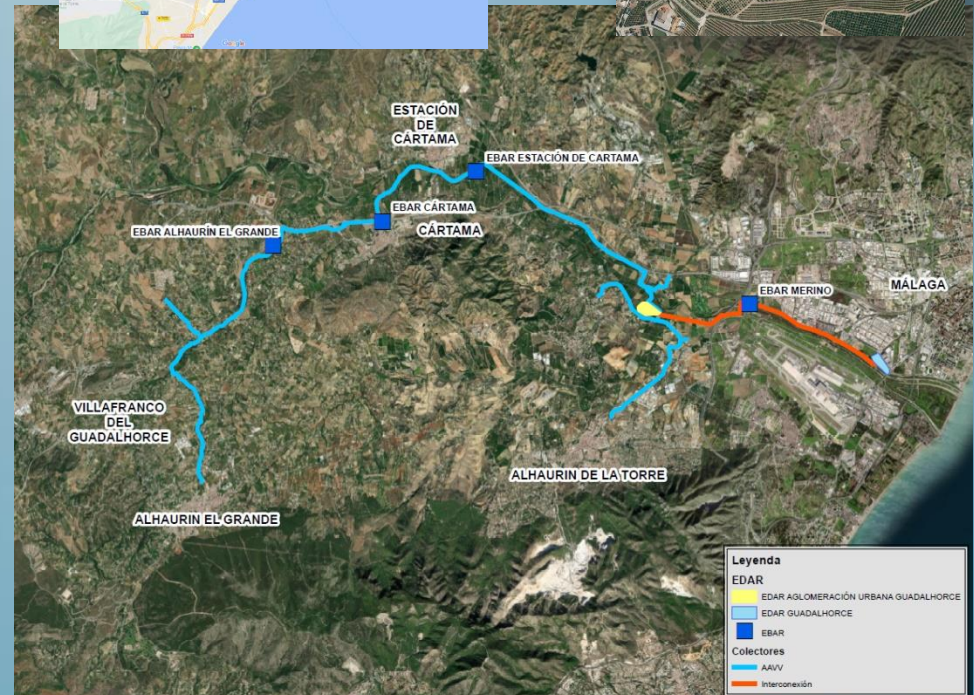 Google
ESTACIÓN
DE
CÁRTAMA
EBAR ESTACIÓN DE CARTAMA
EBAR CÁRTAMA
CÁRTAMA
EBAR ALHAURÍN EL GRANDE
EBAR MERINO
MÁLAGA
VILLAFRANCO
DEL
GUADALHORCE
ALHAURIN DE LA TORRE
ALHAURIN EL GRANDE
Leyenda
EDAR
EDAR AGLOMERACIÓN URBANA GUADALHORCE
EDAR GUADALHORCE
EBAR
Colectores
AAVV
Interconexión